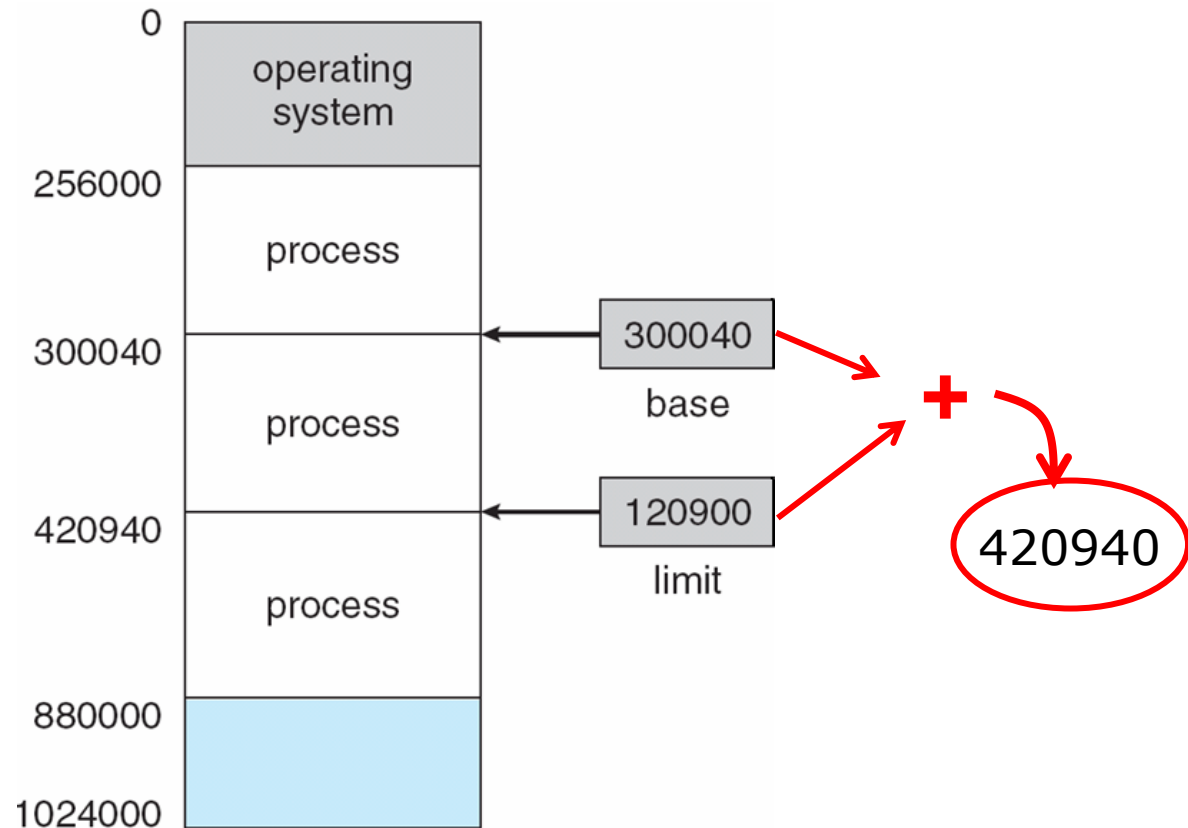 0
operating
system
256000
process
300040
process
420940
process
880000
1024000
300040
base
120900
limit
+
420940